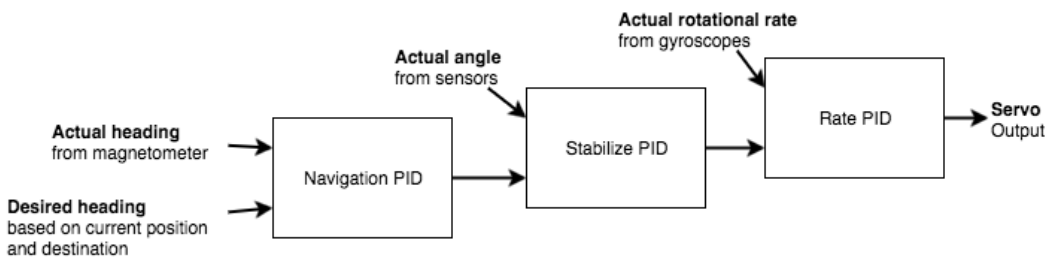 Actual rotational rate
from gyroscopes
Actual angle
from sensors
Rate PID
Servo
Output
Actual heading
from magnetometer
Stabilize PID
Navigation PID
Desired heading
based on current position
and destination